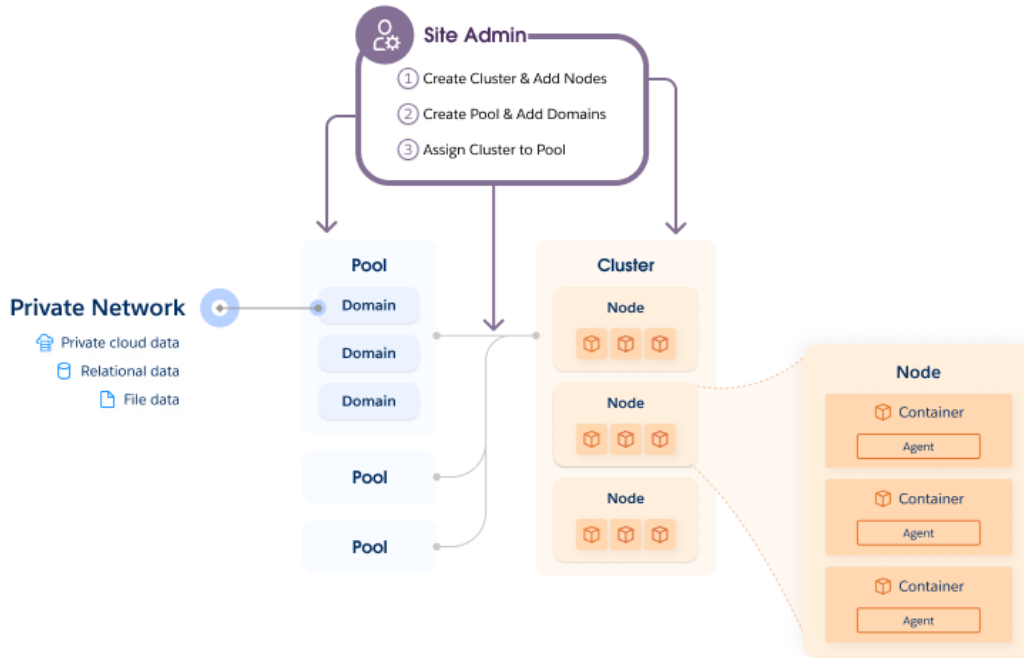 Site Admin
1 Create Cluster & Add Nodes
2 Create Pool & Add Domains
3 Assign Cluster to Pool
Private Network
Private cloud data
Relational data
File data
Pool
Domain
Domain
Domain
Pool
Pool
Cluster
Node
Node
Node
Node
Container
Agent
Container
Agent
Container
Agent